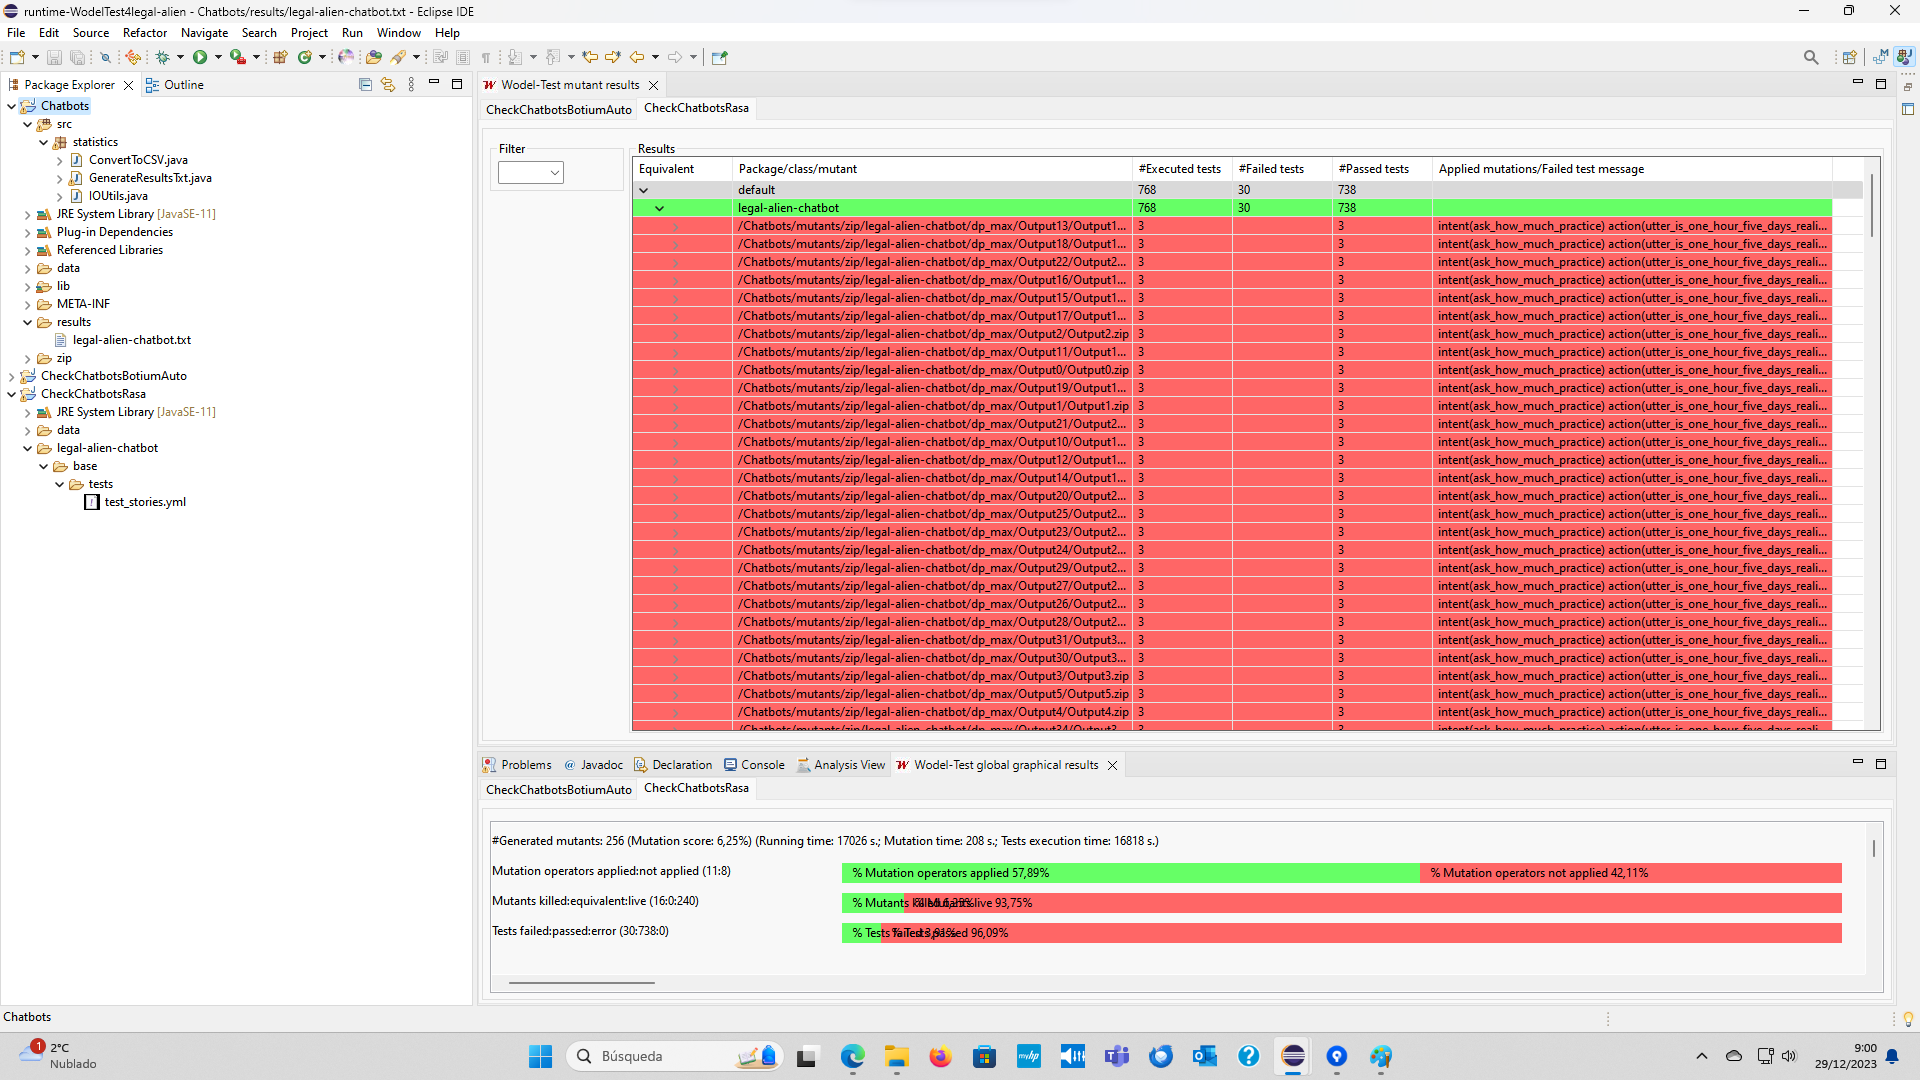 runtime-WodelTest4legal-alien - Chatbots/results/legal-alien-chatbot.txt - Eclipse IDE
File Edit Source Refactor Navigate Search Project Run Window Help
Package Explorer Outline
Chatbots
src
statistics
ConvertToCSV.java
GenerateResultsTxt.java
IOUtils.java
JRE System Library [JavaSE-11]
Plug-in Dependencies
Referenced Libraries
data
lib
META-INF
results
legal-alien-chatbot.txt
zip
CheckChatbotsBotiumAuto
CheckChatbotsRasa
JRE System Library [JavaSE-11]
data
legal-alien-chatbot
base
tests
test_stories.yml
Wodel-Test mutant results
CheckChatbotsBotiumAuto CheckChatbotsRasa
Filter
Results
Equivalent Package/class/mutant #Executed tests #Failed tests #Passed tests Applied mutations/Failed test message
default 768 30 738
legal-alien-chatbot 768 30 738
/Chatbots/mutants/zip/legal-alien-chatbot/dp_max/Output13/Output1... 3 3 intent(ask_how_much_practice) action(utter_is_one_hour_five_days_reali...
/Chatbots/mutants/zip/legal-alien-chatbot/dp_max/Output18/Output1... 3 3 intent(ask_how_much_practice) action(utter_is_one_hour_five_days_reali...
/Chatbots/mutants/zip/legal-alien-chatbot/dp_max/Output22/Output2... 3 3 intent(ask_how_much_practice) action(utter_is_one_hour_five_days_reali...
/Chatbots/mutants/zip/legal-alien-chatbot/dp_max/Output16/Output1... 3 3 intent(ask_how_much_practice) action(utter_is_one_hour_five_days_reali...
/Chatbots/mutants/zip/legal-alien-chatbot/dp_max/Output15/Output1... 3 3 intent(ask_how_much_practice) action(utter_is_one_hour_five_days_reali...
/Chatbots/mutants/zip/legal-alien-chatbot/dp_max/Output17/Output1... 3 3 intent(ask_how_much_practice) action(utter_is_one_hour_five_days_reali...
/Chatbots/mutants/zip/legal-alien-chatbot/dp_max/Output2/Output2.zip 3 3 intent(ask_how_much_practice) action(utter_is_one_hour_five_days_reali...
/Chatbots/mutants/zip/legal-alien-chatbot/dp_max/Output11/Output1... 3 3 intent(ask_how_much_practice) action(utter_is_one_hour_five_days_reali...
/Chatbots/mutants/zip/legal-alien-chatbot/dp_max/Output0/Output0.zip 3 3 intent(ask_how_much_practice) action(utter_is_one_hour_five_days_reali...
/Chatbots/mutants/zip/legal-alien-chatbot/dp_max/Output19/Output1... 3 3 intent(ask_how_much_practice) action(utter_is_one_hour_five_days_reali...
/Chatbots/mutants/zip/legal-alien-chatbot/dp_max/Output1/Output1.zip 3 3 intent(ask_how_much_practice) action(utter_is_one_hour_five_days_reali...
/Chatbots/mutants/zip/legal-alien-chatbot/dp_max/Output21/Output2... 3 3 intent(ask_how_much_practice) action(utter_is_one_hour_five_days_reali...
/Chatbots/mutants/zip/legal-alien-chatbot/dp_max/Output10/Output1... 3 3 intent(ask_how_much_practice) action(utter_is_one_hour_five_days_reali...
/Chatbots/mutants/zip/legal-alien-chatbot/dp_max/Output12/Output1... 3 3 intent(ask_how_much_practice) action(utter_is_one_hour_five_days_reali...
/Chatbots/mutants/zip/legal-alien-chatbot/dp_max/Output14/Output1... 3 3 intent(ask_how_much_practice) action(utter_is_one_hour_five_days_reali...
/Chatbots/mutants/zip/legal-alien-chatbot/dp_max/Output20/Output2... 3 3 intent(ask_how_much_practice) action(utter_is_one_hour_five_days_reali...
/Chatbots/mutants/zip/legal-alien-chatbot/dp_max/Output25/Output2... 3 3 intent(ask_how_much_practice) action(utter_is_one_hour_five_days_reali...
/Chatbots/mutants/zip/legal-alien-chatbot/dp_max/Output23/Output2... 3 3 intent(ask_how_much_practice) action(utter_is_one_hour_five_days_reali...
/Chatbots/mutants/zip/legal-alien-chatbot/dp_max/Output24/Output2... 3 3 intent(ask_how_much_practice) action(utter_is_one_hour_five_days_reali...
/Chatbots/mutants/zip/legal-alien-chatbot/dp_max/Output29/Output2... 3 3 intent(ask_how_much_practice) action(utter_is_one_hour_five_days_reali...
/Chatbots/mutants/zip/legal-alien-chatbot/dp_max/Output27/Output2... 3 3 intent(ask_how_much_practice) action(utter_is_one_hour_five_days_reali...
/Chatbots/mutants/zip/legal-alien-chatbot/dp_max/Output26/Output2... 3 3 intent(ask_how_much_practice) action(utter_is_one_hour_five_days_reali...
/Chatbots/mutants/zip/legal-alien-chatbot/dp_max/Output28/Output2... 3 3 intent(ask_how_much_practice) action(utter_is_one_hour_five_days_reali...
/Chatbots/mutants/zip/legal-alien-chatbot/dp_max/Output31/Output3... 3 3 intent(ask_how_much_practice) action(utter_is_one_hour_five_days_reali...
/Chatbots/mutants/zip/legal-alien-chatbot/dp_max/Output30/Output3... 3 3 intent(ask_how_much_practice) action(utter_is_one_hour_five_days_reali...
/Chatbots/mutants/zip/legal-alien-chatbot/dp_max/Output3/Output3.zip 3 3 intent(ask_how_much_practice) action(utter_is_one_hour_five_days_reali...
/Chatbots/mutants/zip/legal-alien-chatbot/dp_max/Output5/Output5.zip 3 3 intent(ask_how_much_practice) action(utter_is_one_hour_five_days_reali...
/Chatbots/mutants/zip/legal-alien-chatbot/dp_max/Output4/Output4.zip 3 3 intent(ask_how_much_practice) action(utter_is_one_hour_five_days_reali...
Problems Javadoc Declaration Console Analysis View Wodel-Test global graphical results
CheckChatbotsBotiumAuto CheckChatbotsRasa
#Generated mutants: 256 (Mutation score: 6,25%) (Running time: 17026 s.; Mutation time: 208 s.; Tests execution time: 16818 s.)
Mutation operators applied:not applied (11:8) % Mutation operators applied 57,89% % Mutation operators not applied 42,11%
Mutants killed:equivalent:live (16:0:240) % Mutants killed 6,25% % Mutants live 93,75%
Tests failed:passed:error (30:738:0) % Tests failed 3,91% % Tests passed 96,09%
Chatbots
1
2°C
Nublado
Búsqueda
myhp
9:00
29/12/2023